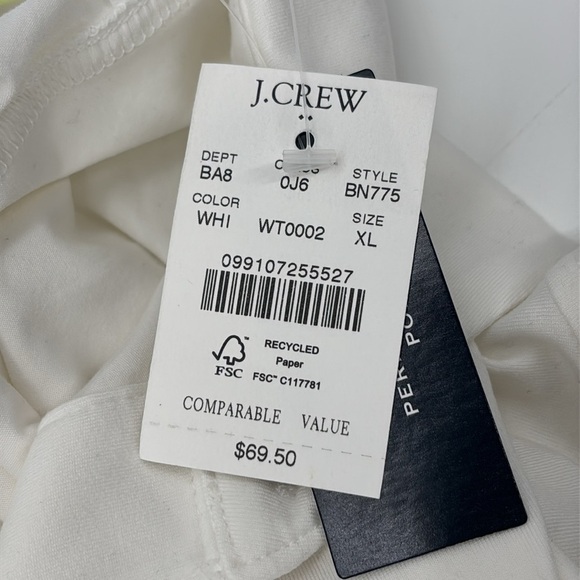 J.CREW
DEPT STYLE
BA8 0J6 BN775
COLOR SIZE
WHI WT0002 XL
099107255527
RECYCLED
Paper
FSC
FSC™ C117781
COMPARABLE VALUE
$69.50